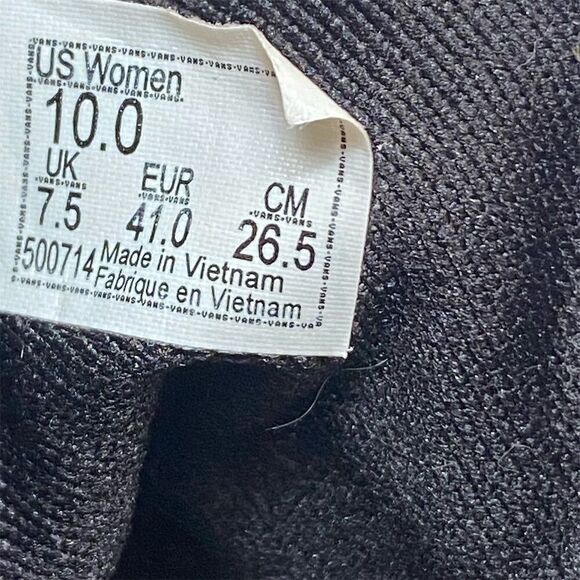 US Women
10.0
UK EUR CM
7.5 41.0 26.5
500714 Made in Vietnam
Fabrique en Vietnam